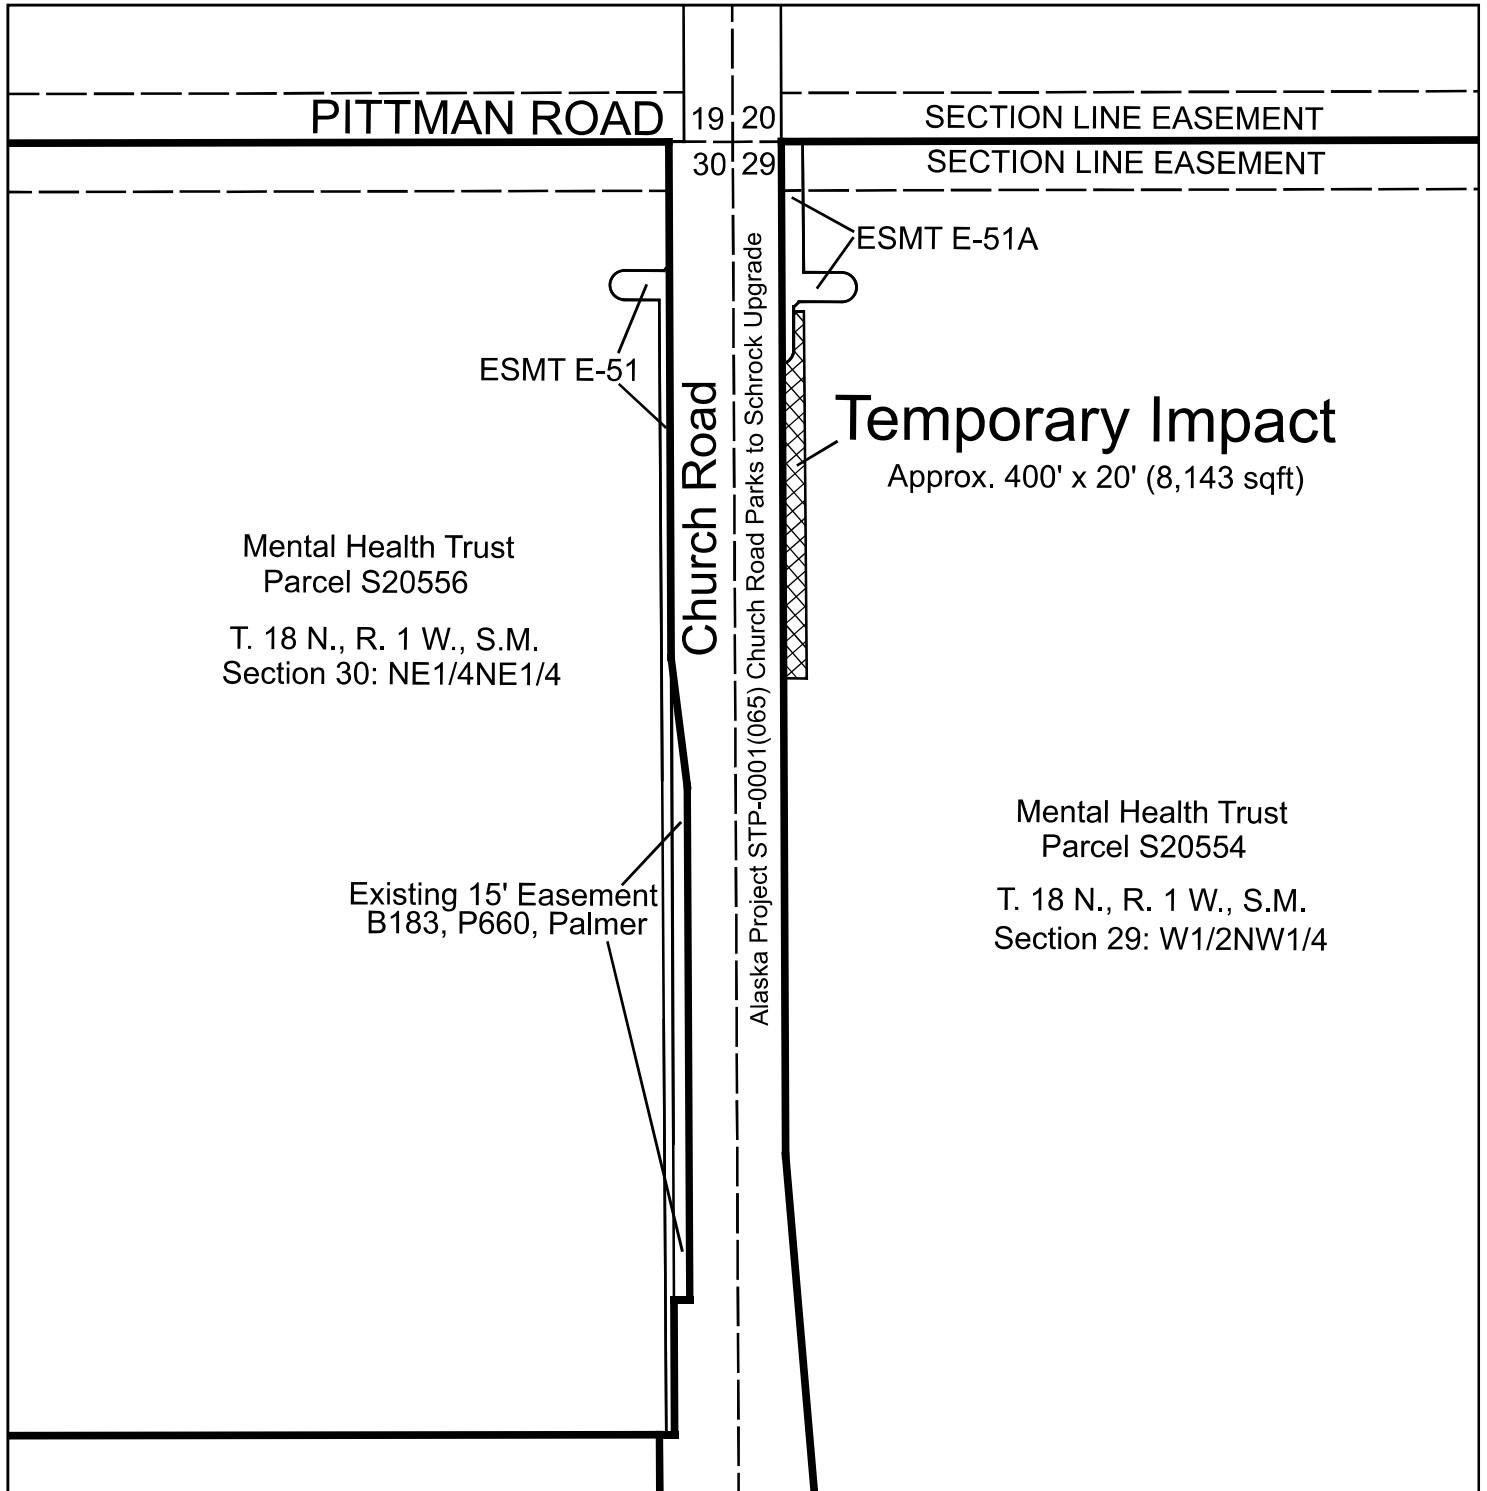 PITTMAN ROAD
19 20
30 29
SECTION LINE EASEMENT
SECTION LINE EASEMENT
ESMT E-51A
ESMT E-51
Church Road
Alaska Project STP-0001(065) Church Road Parks to Schrock Upgrade
Temporary Impact
Approx. 400' x 20' (8,143 sqft)
Mental Health Trust
Parcel S20556
T. 18 N., R. 1 W., S.M.
Section 30: NE1/4NE1/4
Mental Health Trust
Parcel S20554
T. 18 N., R. 1 W., S.M.
Section 29: W1/2NW1/4
Existing 15' Easement
B183, P660, Palmer